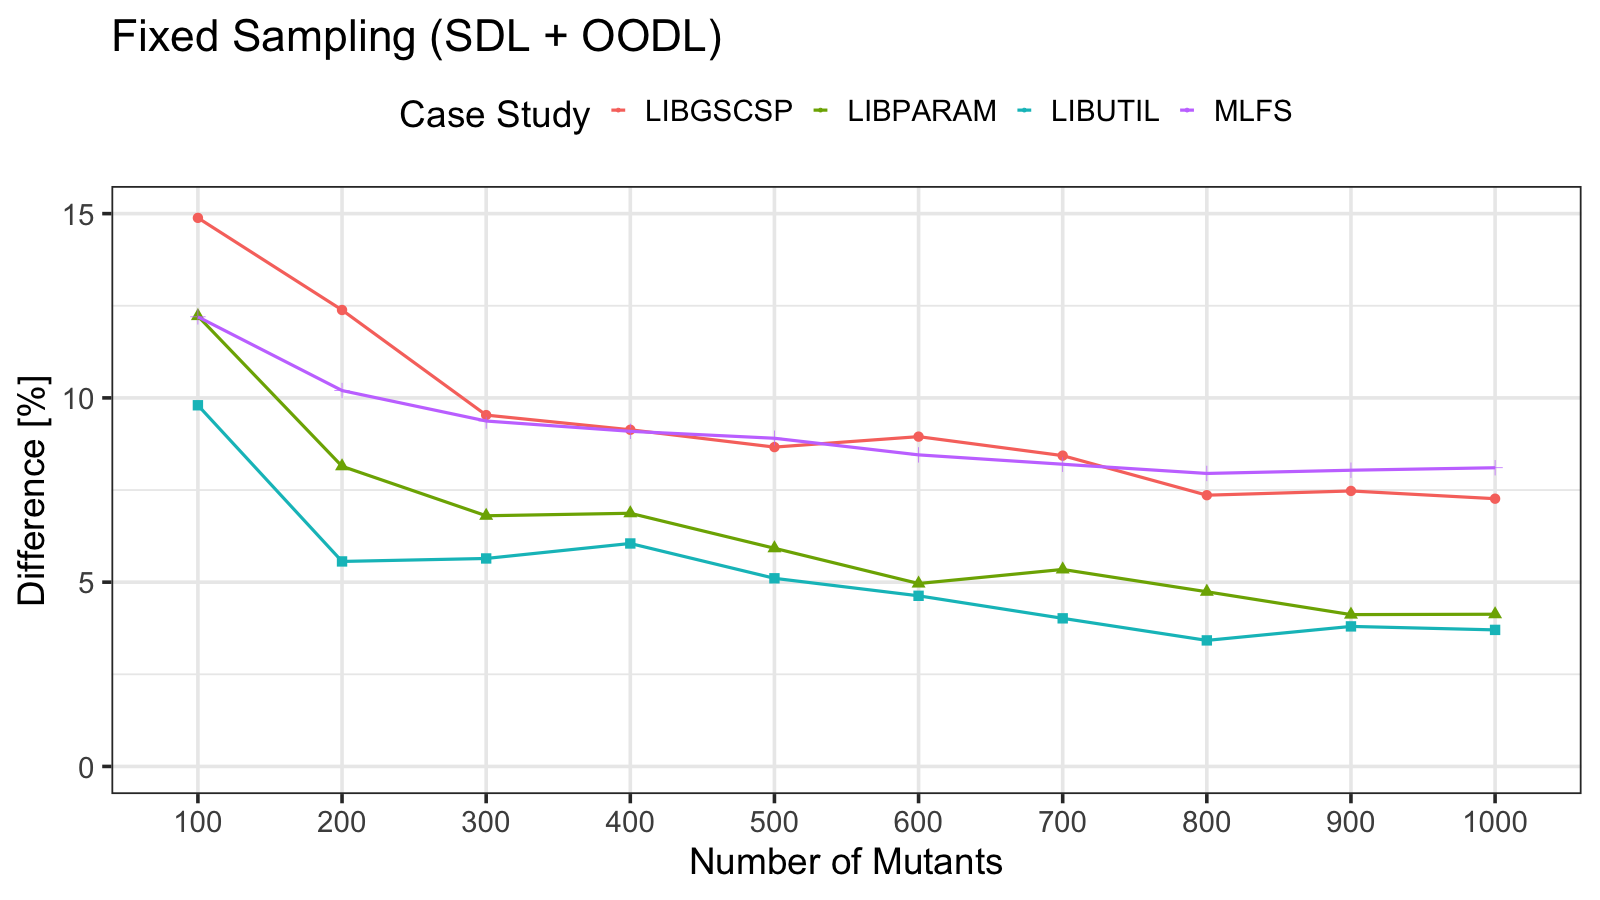 Fixed Sampling (SDL + OODL)
Case Study LIBGSCSP LIBPARAM LIBUTIL MLFS
Difference [%]
15
10
5
0
100 200 300 400 500 600 700 800 900 1000
Number of Mutants